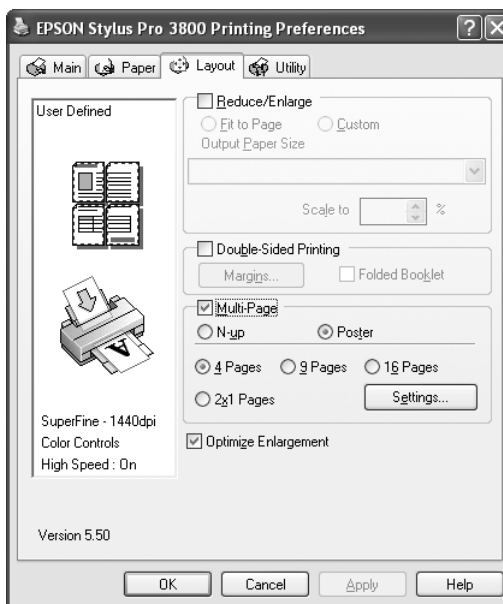 EPSON Stylus Pro 3800 Printing Preferences
Main Paper Layout Utility
User Defined
Reduce/Enlarge
Fit to Page Custom
Output Paper Size
Scale to %
Double-Sided Printing
Margins... Folded Booklet
Multi-Page
N-up Poster
4 Pages 9 Pages 16 Pages
2x1 Pages Settings...
Optimize Enlargement
A
SuperFine - 1440dpi
Color Controls
High Speed : On
Version 5.50
OK Cancel Apply Help